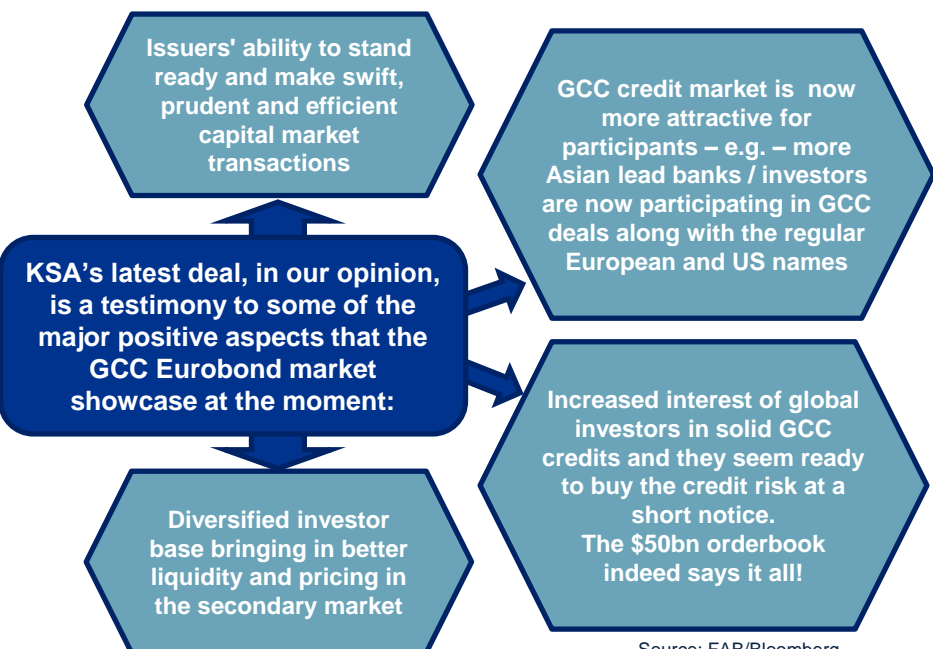 Issuers' ability to stand
ready and make swift,
prudent and efficient
capital market
transactions
GCC credit market is now
more attractive for
participants – e.g. – more
Asian lead banks / investors
are now participating in GCC
deals along with the regular
European and US names
KSA's latest deal, in our opinion,
is a testimony to some of the
major positive aspects that the
GCC Eurobond market
showcase at the moment:
Increased interest of global
investors in solid GCC
credits and they seem ready
to buy the credit risk at a
short notice.
The $50bn orderbook
indeed says it all!
Diversified investor
base bringing in better
liquidity and pricing in
the secondary market
Source: FAB/Bloomberg